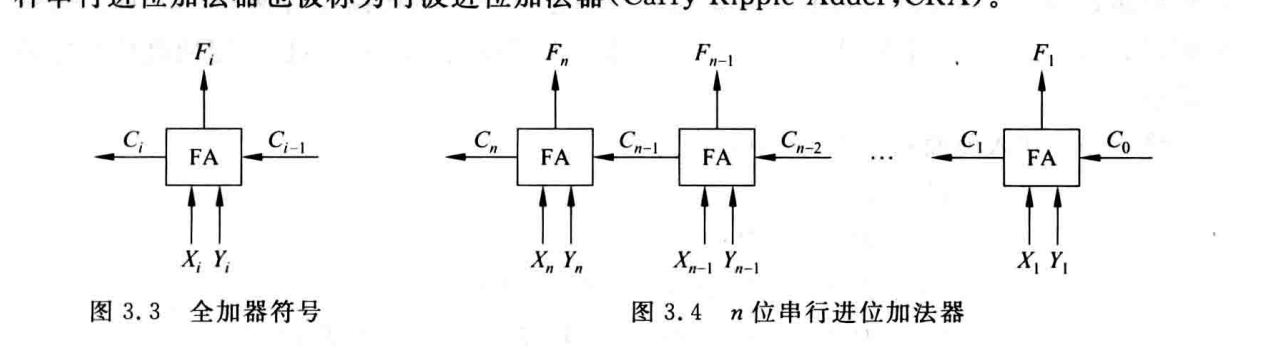 样串行进位加法器也被称为行波进位加法器(Carry Ripple Adder,CRA)。
F_i F_n F_{n-1} F_1
C_i FA C_{i-1} C_n FA C_{n-1} FA C_{n-2} … C_1 FA C_0
X_i Y_i X_n Y_n X_{n-1} Y_{n-1} X_1 Y_1
图 3.3 全加器符号 图 3.4 n 位串行进位加法器